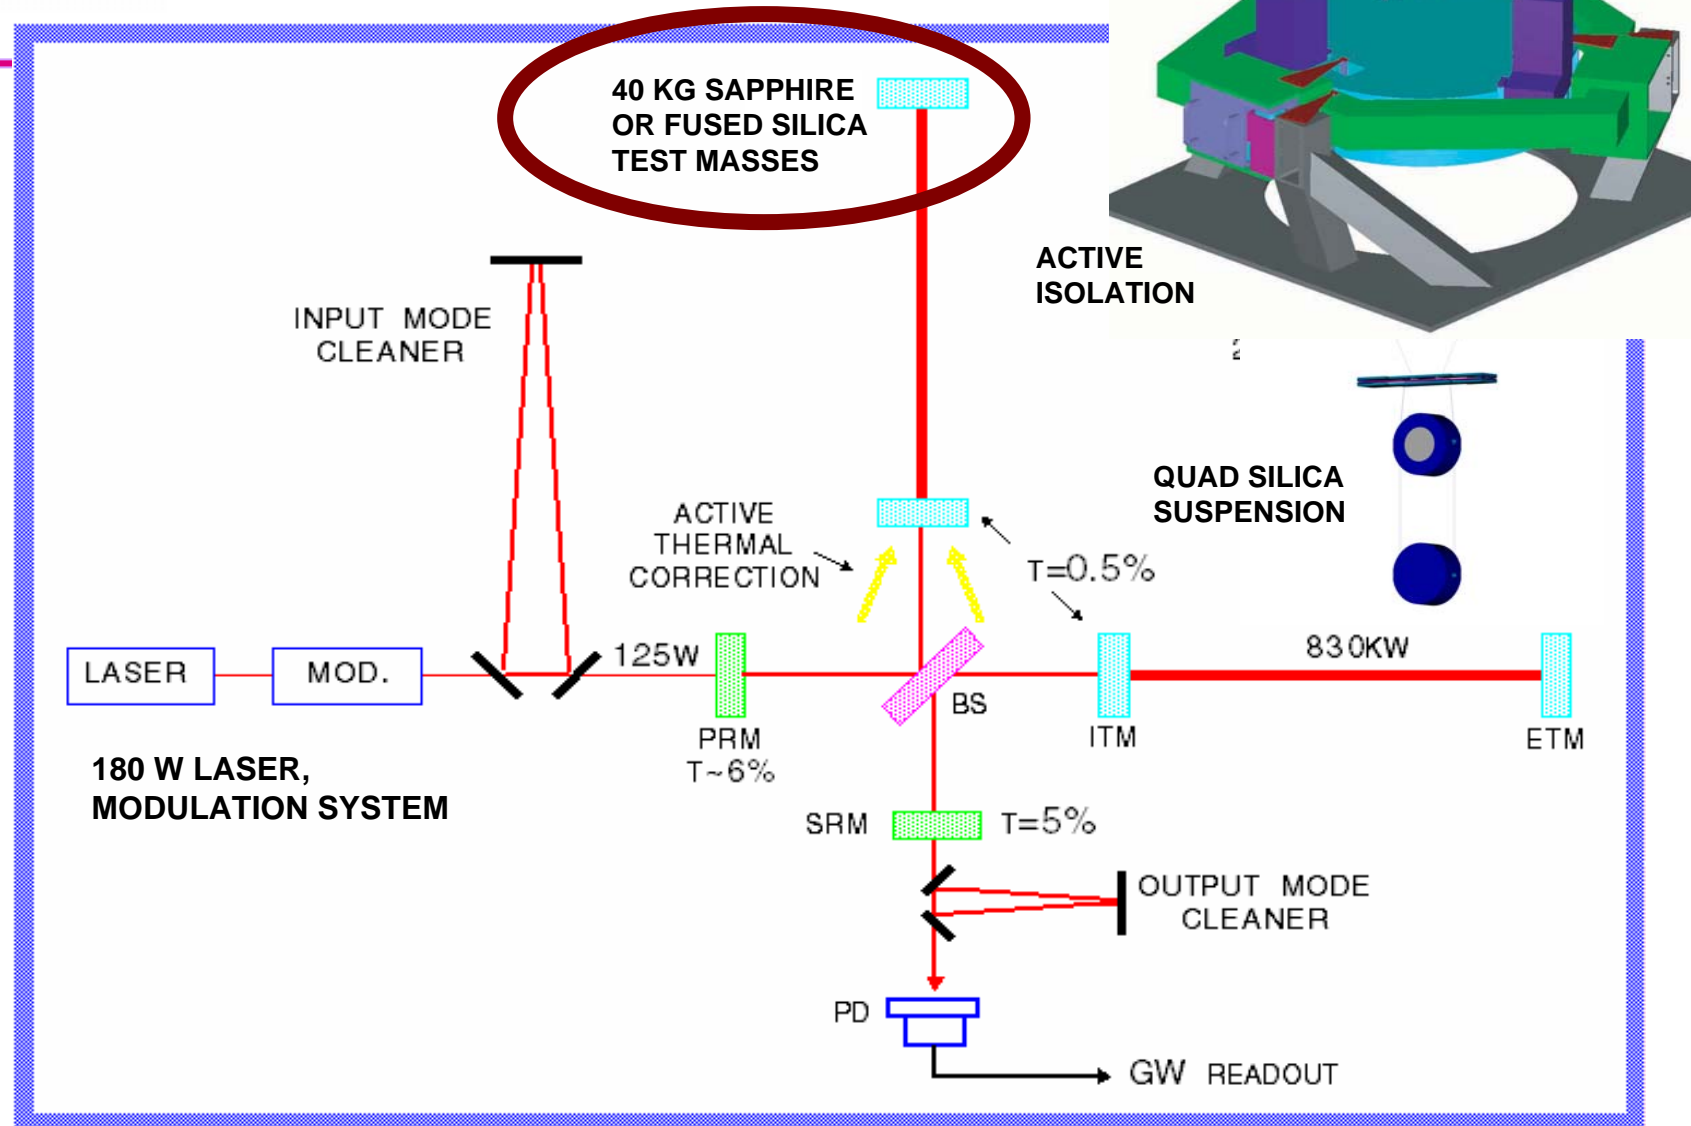 40 KG SAPPHIRE
OR FUSED SILICA
TEST MASSES
ACTIVE
ISOLATION
INPUT MODE
CLEANER
QUAD SILICA
SUSPENSION
ACTIVE
THERMAL
CORRECTION
T=0.5%
LASER
MOD.
125W
830KW
BS
PRM
T~6%
ITM
ETM
180 W LASER,
MODULATION SYSTEM
SRM
T=5%
OUTPUT MODE
CLEANER
PD
GW READOUT